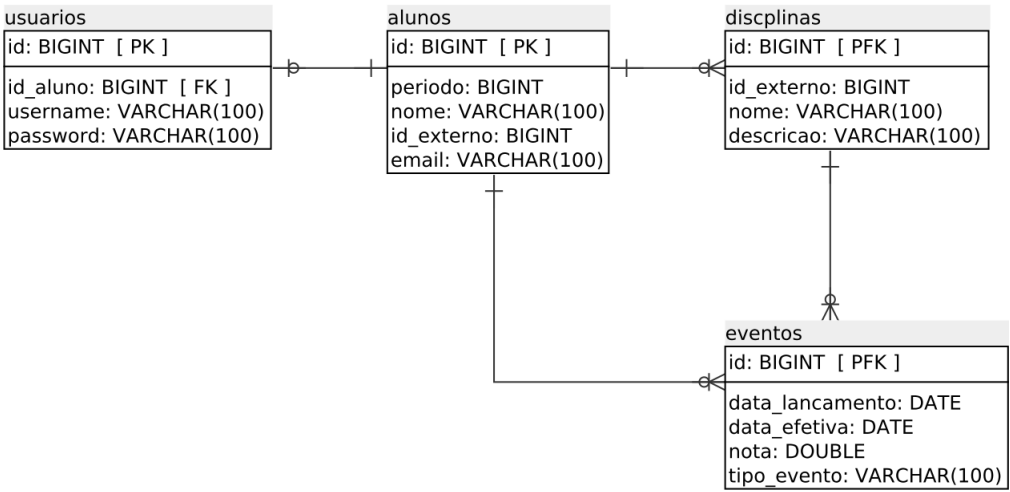 usuarios
id: BIGINT [ PK ]
id_aluno: BIGINT [ FK ]
username: VARCHAR(100)
password: VARCHAR(100)
alunos
id: BIGINT [ PK ]
periodo: BIGINT
nome: VARCHAR(100)
id_externo: BIGINT
email: VARCHAR(100)
discplinas
id: BIGINT [ PFK ]
id_externo: BIGINT
nome: VARCHAR(100)
descricao: VARCHAR(100)
eventos
id: BIGINT [ PFK ]
data_lancamento: DATE
data_efetiva: DATE
nota: DOUBLE
tipo_evento: VARCHAR(100)